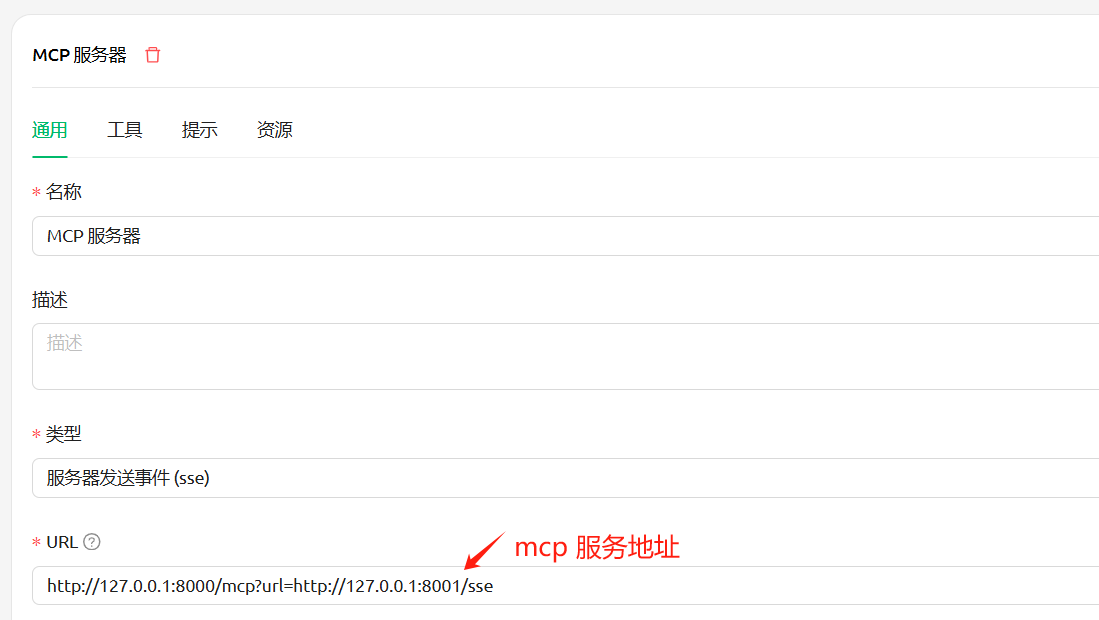 MCP 服务器
通用 工具 提示 资源
* 名称
MCP 服务器
描述
描述
* 类型
服务器发送事件 (sse)
* URL ?
mcp 服务地址
http://127.0.0.1:8000/mcp?url=http://127.0.0.1:8001/sse